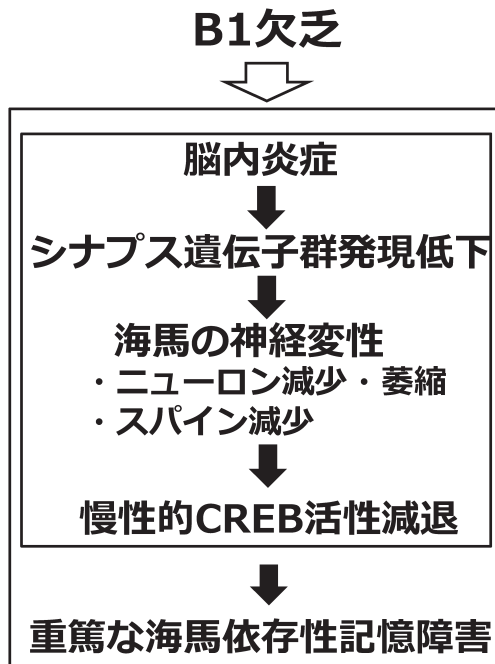 B1欠乏
脳内炎症
シナプス遺伝子群発現低下
海馬の神経変性
・ニューロン減少・萎縮
・スパイン減少
慢性的CREB活性減退
重篤な海馬依存性記憶障害